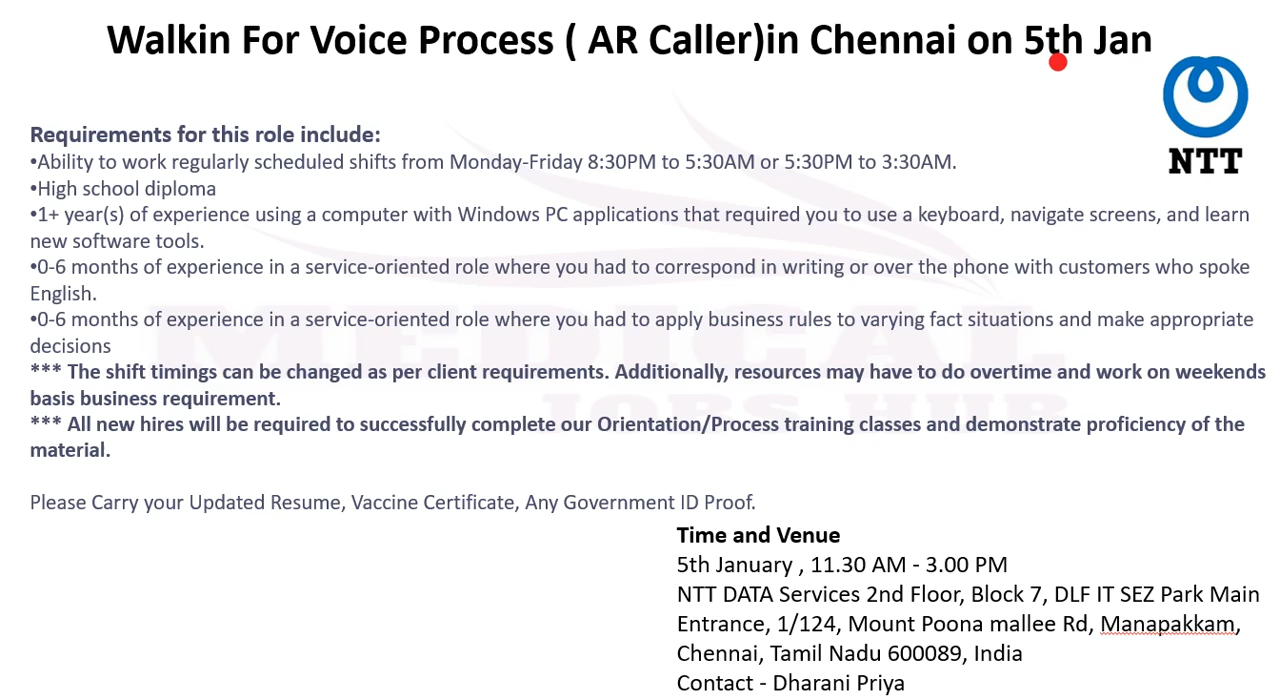 Walkin For Voice Process ( AR Caller)in Chennai on 5th Jan
NTT
Requirements for this role include:
•Ability to work regularly scheduled shifts from Monday-Friday 8:30PM to 5:30AM or 5:30PM to 3:30AM.
•High school diploma
•1+ year(s) of experience using a computer with Windows PC applications that required you to use a keyboard, navigate screens, and learn
new software tools.
•0-6 months of experience in a service-oriented role where you had to correspond in writing or over the phone with customers who spoke
English.
•0-6 months of experience in a service-oriented role where you had to apply business rules to varying fact situations and make appropriate
decisions
*** The shift timings can be changed as per client requirements. Additionally, resources may have to do overtime and work on weekends
basis business requirement.
*** All new hires will be required to successfully complete our Orientation/Process training classes and demonstrate proficiency of the
material.
MEDICAL
JOBS HUB
Please Carry your Updated Resume, Vaccine Certificate, Any Government ID Proof.
Time and Venue
5th January , 11.30 AM - 3.00 PM
NTT DATA Services 2nd Floor, Block 7, DLF IT SEZ Park Main
Entrance, 1/124, Mount Poona mallee Rd, Manapakkam,
Chennai, Tamil Nadu 600089, India
Contact - Dharani Priya